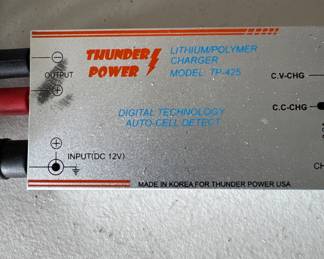 THUNDER
POWER
LITHIUM/POLYMER
CHARGER
MODEL: TP-425
OUTPUT
C.V-CHG
C.C-CHG
DIGITAL TECHNOLOGY
AUTO-CELL DETECT
INPUT(DC 12V)
CH
MADE IN KOREA FOR THUNDER POWER USA